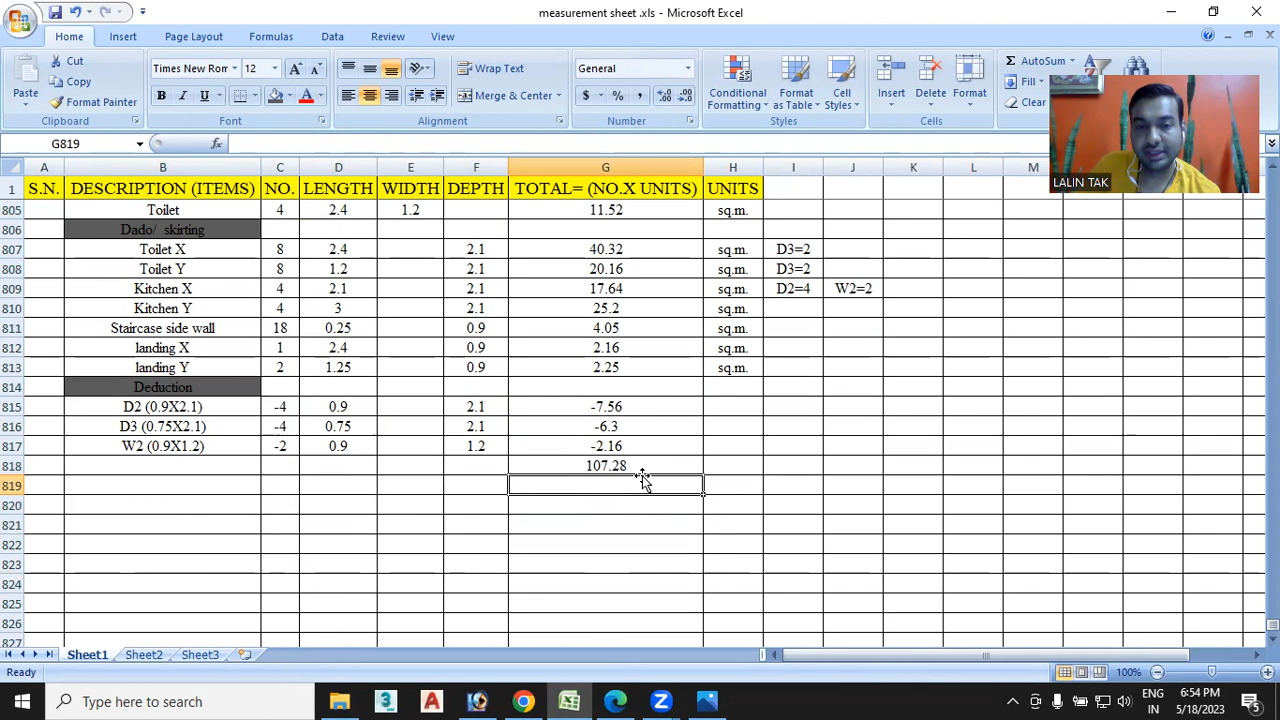 measurement sheet .xls - Microsoft Excel
Home Insert Page Layout Formulas Data Review View
Paste
Cut
Copy
Format Painter
Clipboard
Times New Rom 12
B I U
Font
Wrap Text
Merge & Center
Alignment
General
$ % ,
Number
Conditional Formatting
Format as Table
Cell Styles
Styles
Insert Delete Format
Cells
Σ AutoSum
Fill
Clear
G819
fx
LALIN TAK
A B C D E F G H I J K L M
1 S.N. DESCRIPTION (ITEMS) NO. LENGTH WIDTH DEPTH TOTAL= (NO.X UNITS) UNITS
805 Toilet 4 2.4 1.2 11.52 sq.m.
806 Dado/ skirting
807 Toilet X 8 2.4 2.1 40.32 sq.m. D3=2
808 Toilet Y 8 1.2 2.1 20.16 sq.m. D3=2
809 Kitchen X 4 2.1 2.1 17.64 sq.m. D2=4 W2=2
810 Kitchen Y 4 3 2.1 25.2 sq.m.
811 Staircase side wall 18 0.25 0.9 4.05 sq.m.
812 landing X 1 2.4 0.9 2.16 sq.m.
813 landing Y 2 1.25 0.9 2.25 sq.m.
814 Deduction
815 D2 (0.9X2.1) -4 0.9 2.1 -7.56
816 D3 (0.75X2.1) -4 0.75 2.1 -6.3
817 W2 (0.9X1.2) -2 0.9 1.2 -2.16
818 107.28
819
820
821
822
823
824
825
826
827
Sheet1 Sheet2 Sheet3
Ready 100%
Type here to search
ENG IN
6:54 PM
5/18/2023
5